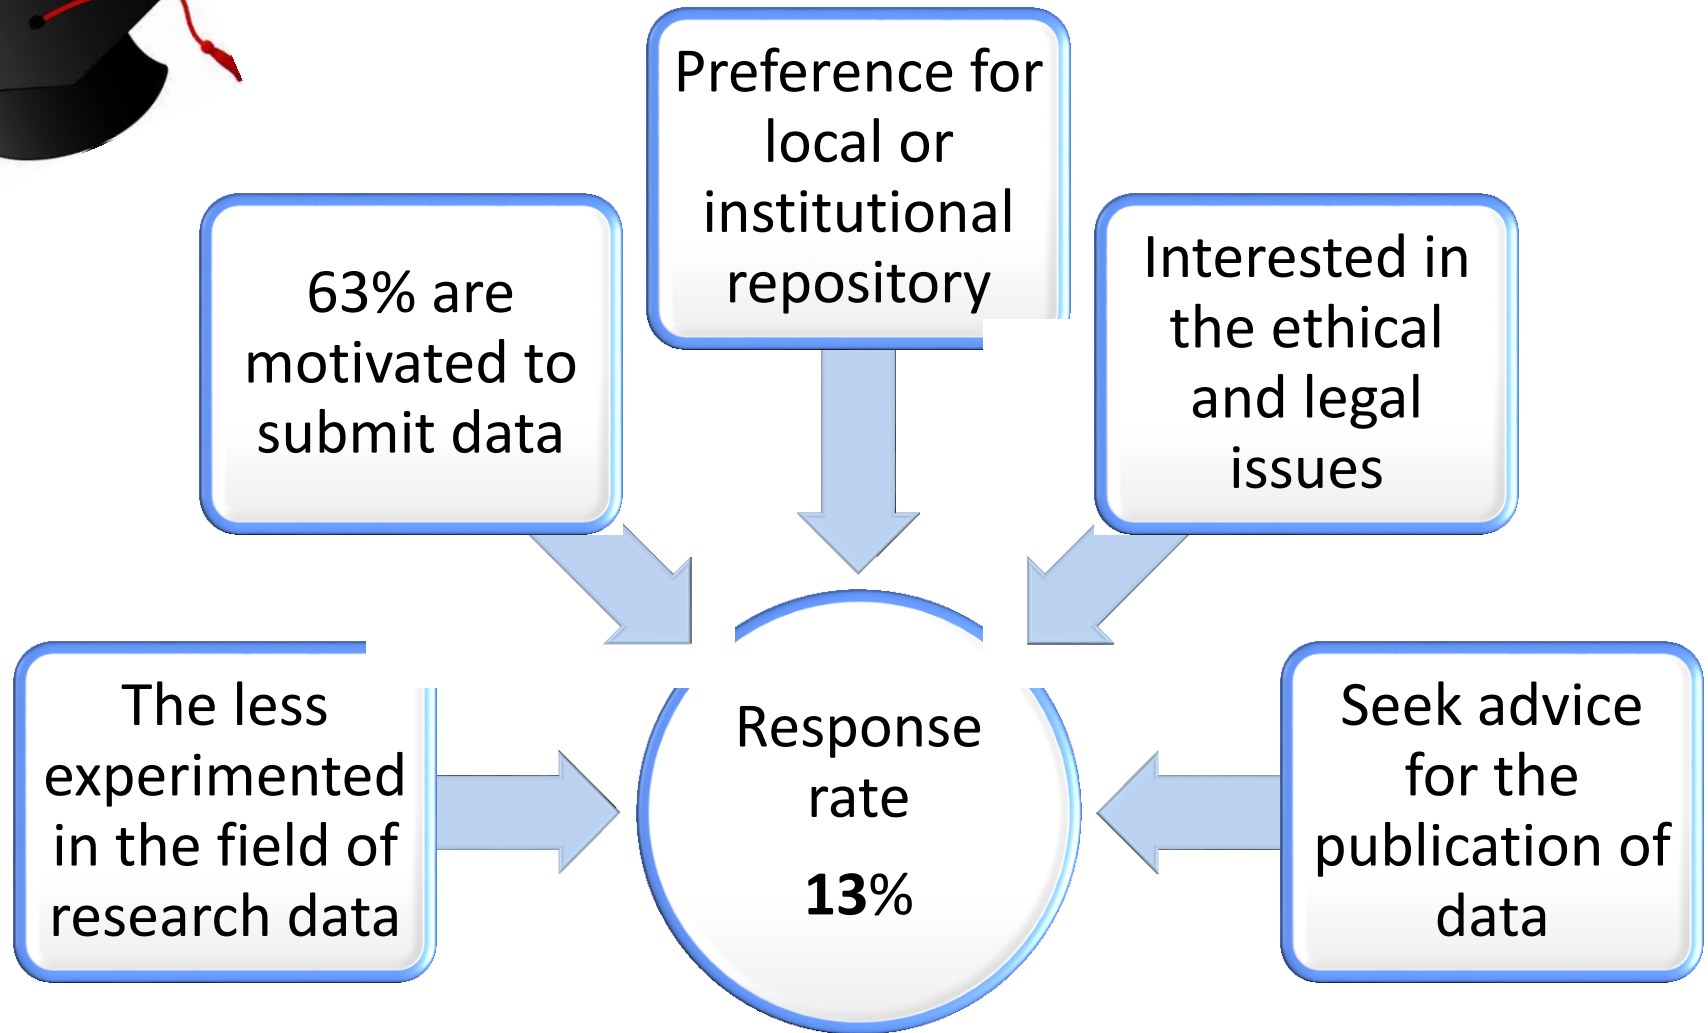 Preference for
local or
institutional
repository
63% are
motivated to
submit data
Interested in
the ethical
and legal
issues
The less
experimented
in the field of
research data
Response
rate
13%
Seek advice
for the
publication of
data